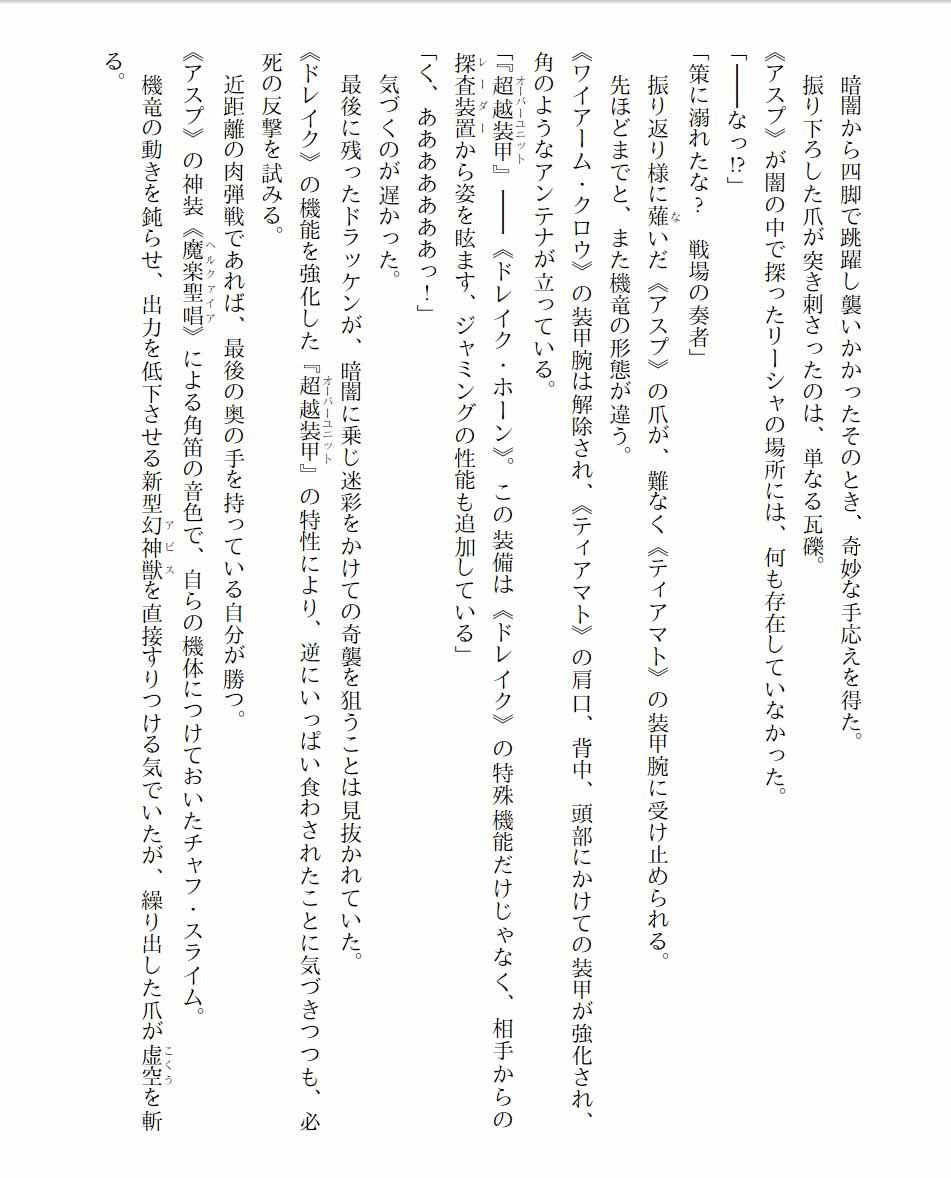 暗闇から四脚で跳躍し襲いかかったそのとき、奇妙な手応えを得た。
振り下ろした爪が突き刺さったのは、単なる瓦礫。
《アスプ》が闇の中で探ったリーシャの場所には、何も存在していなかった。
「――なっ!?」
「策に溺れたな？　戦場の奏者」
振り返り様に薙いだ《アスプ》の爪が、難なく《ティアマト》の装甲腕に受け止められる。
先ほどまでと、また機竜の形態が違う。
《ワイアーム・クロウ》の装甲腕は解除され、《ティアマト》の肩口、背中、頭部にかけての装甲が強化され、
角のようなアンテナが立っている。
「『超越装甲』――《ドレイク・ホーン》。この装備は《ドレイク》の特殊機能だけじゃなく、相手からの
探査装置から姿を眩ます、ジャミングの性能も追加している」
「く、あああああああっ！」
気づくのが遅かった。
最後に残ったドラッケンが、暗闇に乗じ迷彩をかけての奇襲を狙うことは見抜かれていた。
《ドレイク》の機能を強化した『超越装甲』の特性により、逆にいっぱい食わされたことに気づきつつも、必
死の反撃を試みる。
近距離の肉弾戦であれば、最後の奥の手を持っている自分が勝つ。
《アスプ》の神装《魔楽聖唱》による角笛の音色で、自らの機体につけておいたチャフ・スライム。
機竜の動きを鈍らせ、出力を低下させる新型幻神獣を直接すりつける気でいたが、繰り出した爪が虚空を斬
る。